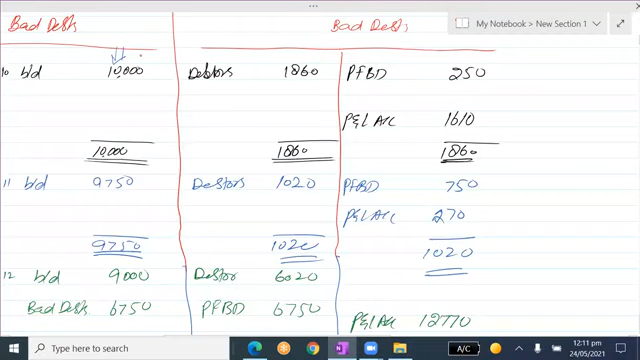 My Notebook > New Section 1
Bad Debts
Bad Debts
10 b/d 10,000 Debtors 1860 PFBD 250
P&L A/C 1610
10,000 1860 1860
11 b/d 9750 Debtors 1020 PFBD 750
P&L A/C 270
9750 1020 1020
12 b/d 9000 Debtor 6020
Bad Debts 6750 PFBD 6750
P&L A/C 12770
Type here to search
A/C
ENG
12:11 pm
24/05/2021